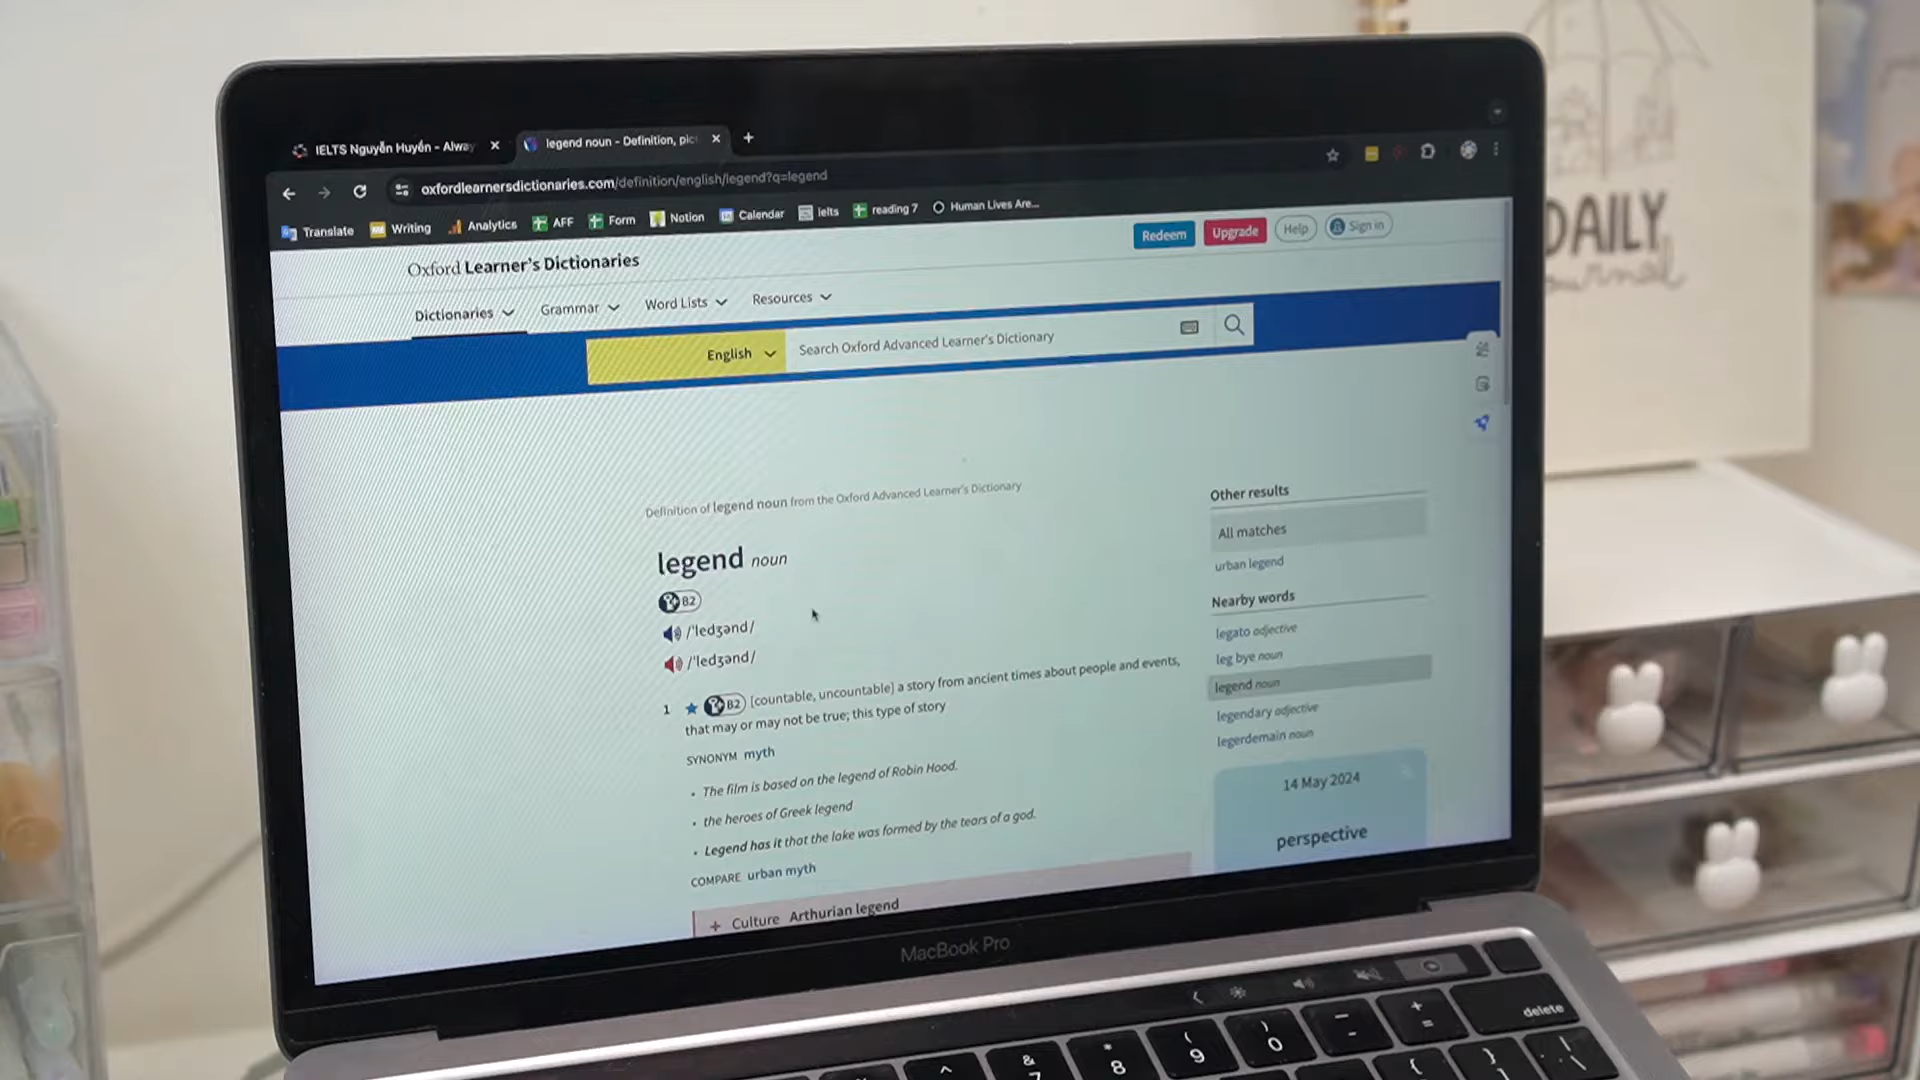 IELTS Nguyễn Huyền - Alway
legend noun - Definition, pic
oxfordlearnersdictionaries.com/definition/english/legend?q=legend
Translate Writing Analytics AFF Form Notion Calendar ielts reading 7 Human Lives Are...
Redeem Upgrade Help Sign in
Oxford Learner's Dictionaries
Dictionaries Grammar Word Lists Resources
English Search Oxford Advanced Learner's Dictionary
Definition of legend noun from the Oxford Advanced Learner's Dictionary
legend noun
B2
/ˈledʒənd/
/ˈledʒənd/
1 B2 [countable, uncountable] a story from ancient times about people and events,
that may or may not be true; this type of story
SYNONYM myth
• The film is based on the legend of Robin Hood.
• the heroes of Greek legend
• Legend has it that the lake was formed by the tears of a god.
COMPARE urban myth
+ Culture Arthurian legend
Other results
All matches
urban legend
Nearby words
legato adjective
leg bye noun
legend noun
legendary adjective
legerdemain noun
14 May 2024
perspective
MacBook Pro
DAILY
journal
delete
^ & 7 * 8 ( 9 ) 0 - + =
{ }